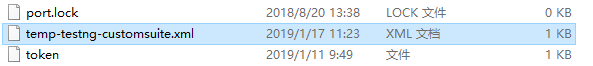 port.lock 2018/8/20 13:38 LOCK 文件 0 KB
temp-testng-customsuite.xml 2019/1/17 11:23 XML 文档 1 KB
token 2019/1/11 9:49 文件 1 KB